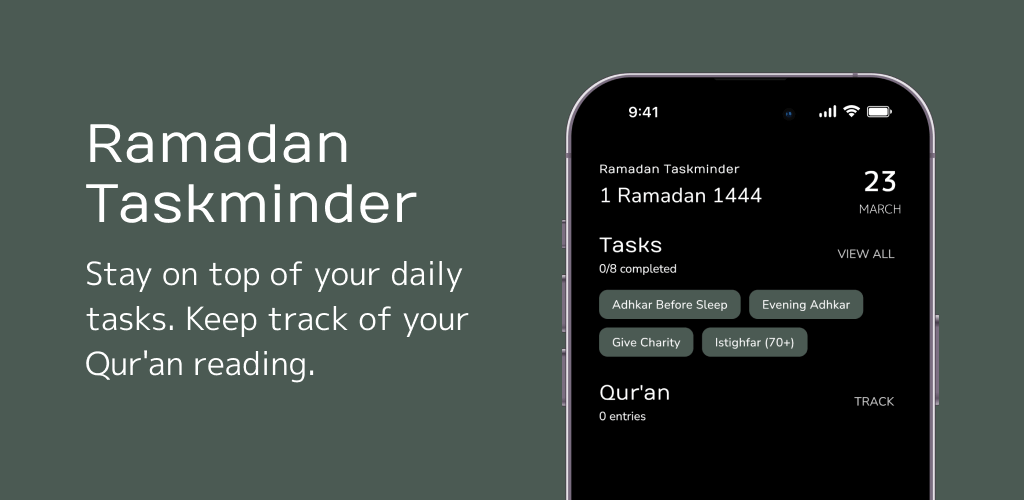 Ramadan
Taskminder
Stay on top of your daily
tasks. Keep track of your
Qur'an reading.
9:41
Ramadan Taskminder
1 Ramadan 1444
23
MARCH
Tasks
VIEW ALL
0/8 completed
Adhkar Before Sleep
Evening Adhkar
Give Charity
Istighfar (70+)
Qur'an
TRACK
0 entries